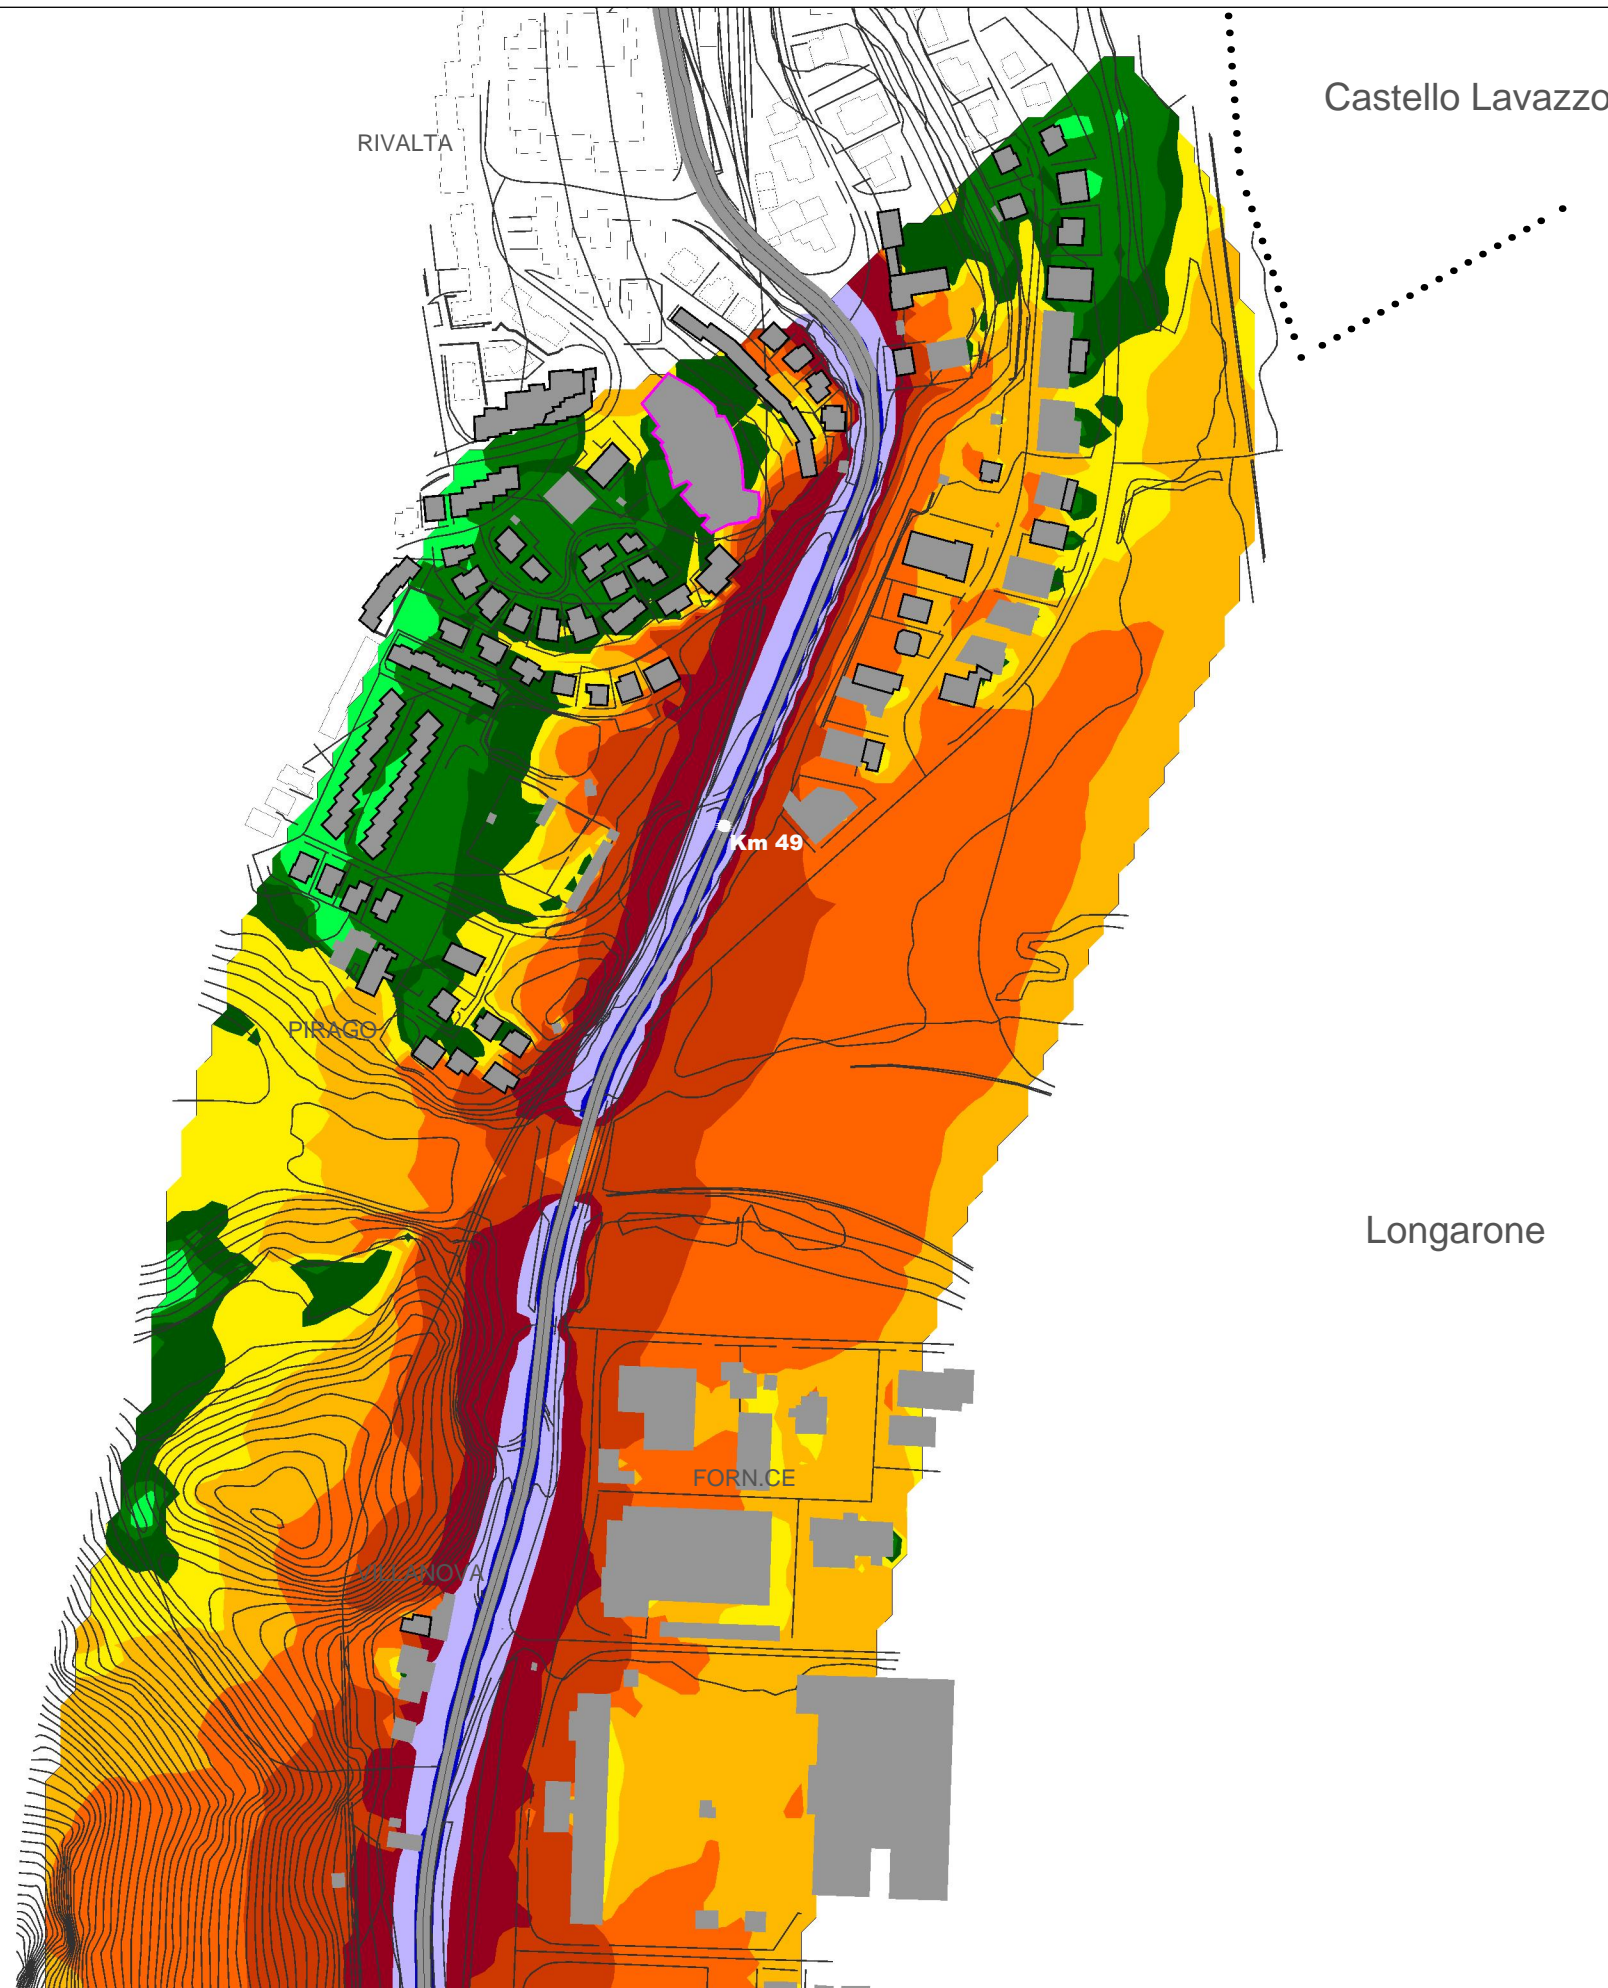 Castello Lavazzo
RIVALTA
Km 49
PIRAGO
Longarone
FORN.CE
VILLANOVA